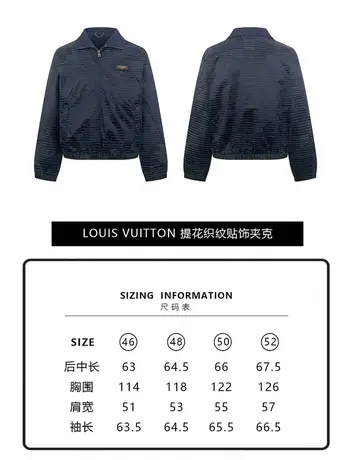 LOUIS VUITTON 提花织纹贴饰夹克
SIZING INFORMATION
尺码表
SIZE 46 48 50 52
后中长 63 64.5 66 67.5
胸围 114 118 122 126
肩宽 51 53 55 57
袖长 63.5 64.5 65.5 66.5